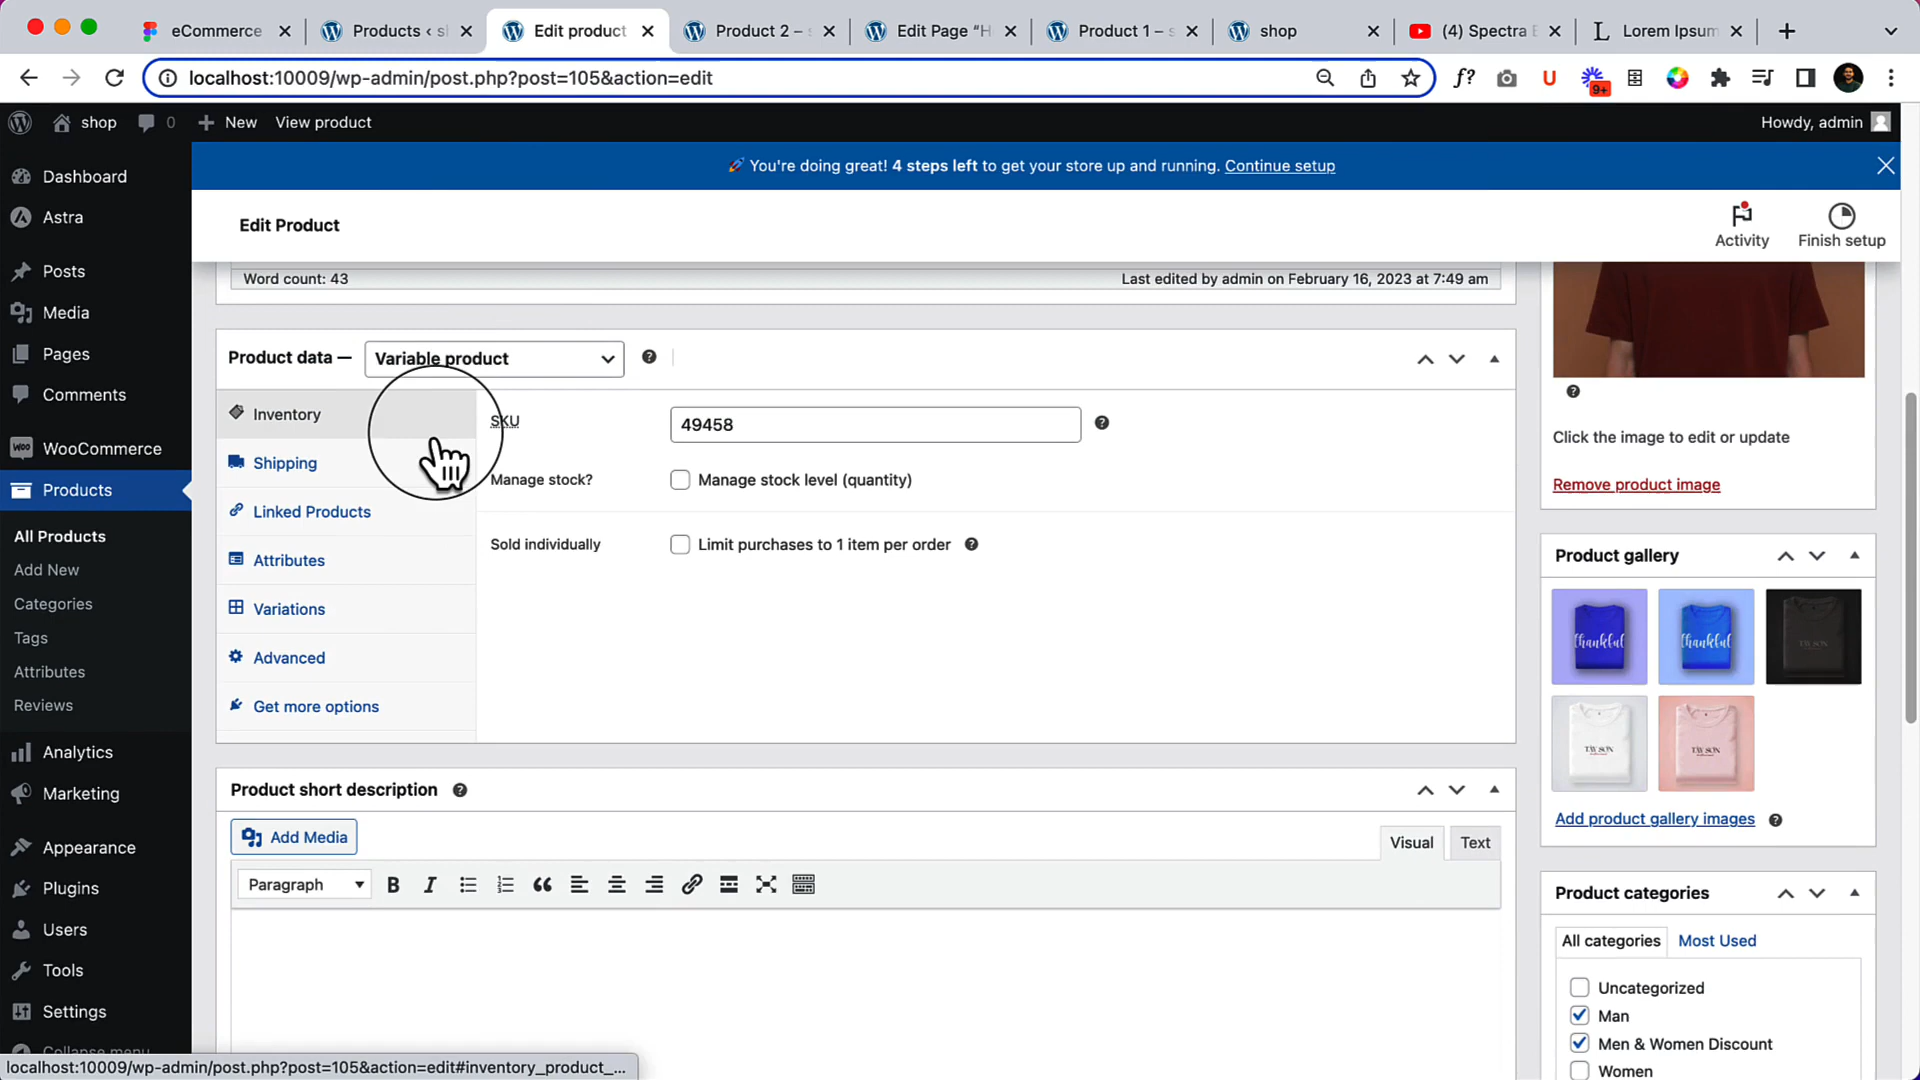 eCommerce
Products ‹ sl
Edit product
Product 2 – s
Edit Page “H
Product 1 – s
shop
(4) Spectra B
Lorem Ipsum
localhost:10009/wp-admin/post.php?post=105&action=edit
f?
U
9+
shop
0
New
View product
Howdy, admin
Dashboard
Astra
Posts
Media
Pages
Comments
WooCommerce
Products
All Products
Add New
Categories
Tags
Attributes
Reviews
Analytics
Marketing
Appearance
Plugins
Users
Tools
Settings
Collapse menu
🚀 You're doing great! 4 steps left to get your store up and running. Continue setup
Edit Product
Activity
Finish setup
Word count: 43
Last edited by admin on February 16, 2023 at 7:49 am
Product data —
Variable product
Inventory
Shipping
Linked Products
Attributes
Variations
Advanced
Get more options
SKU
49458
Manage stock?
Manage stock level (quantity)
Sold individually
Limit purchases to 1 item per order
Product short description
Add Media
Visual
Text
Paragraph
B
I
Click the image to edit or update
Remove product image
Product gallery
thankful
thankful
TAY SON
TAY SON
TAY SON
Add product gallery images
Product categories
All categories
Most Used
Uncategorized
Man
Men & Women Discount
Women
localhost:10009/wp-admin/post.php?post=105&action=edit#inventory_product_...